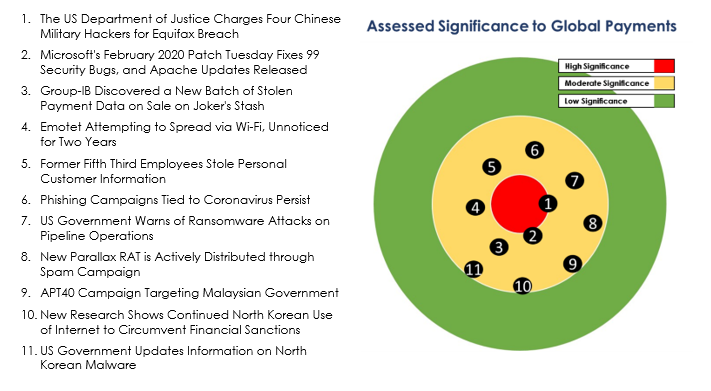 1. The US Department of Justice Charges Four Chinese
Military Hackers for Equifax Breach
2. Microsoft's February 2020 Patch Tuesday Fixes 99
Security Bugs, and Apache Updates Released
3. Group-IB Discovered a New Batch of Stolen
Payment Data on Sale on Joker's Stash
4. Emotet Attempting to Spread via Wi-Fi, Unnoticed
for Two Years
5. Former Fifth Third Employees Stole Personal
Customer Information
6. Phishing Campaigns Tied to Coronavirus Persist
7. US Government Warns of Ransomware Attacks on
Pipeline Operations
8. New Parallax RAT is Actively Distributed through
Spam Campaign
9. APT40 Campaign Targeting Malaysian Government
10. New Research Shows Continued North Korean Use
of Internet to Circumvent Financial Sanctions
11. US Government Updates Information on North
Korean Malware
Assessed Significance to Global Payments
High Significance
Moderate Significance
Low Significance
6
5
7
4
1
8
2
3
9
11
10